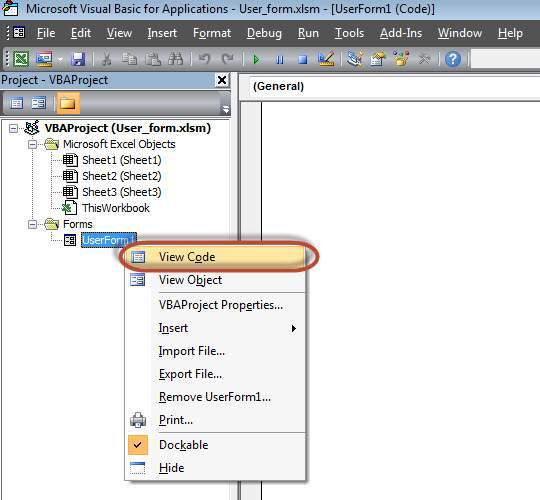 Microsoft Visual Basic for Applications - User_form.xlsm - [UserForm1 (Code)]
File Edit View Insert Format Debug Run Tools Add-Ins Window H
Project - VBAProject
(General)
VBAProject (User_form.xlsm)
Microsoft Excel Objects
Sheet1 (Sheet1)
Sheet2 (Sheet2)
Sheet3 (Sheet3)
ThisWorkbook
Forms
UserForm1
View Code
View Object
VBAProject Properties...
Insert
Import File...
Export File...
Remove UserForm1...
Print...
Dockable
Hide